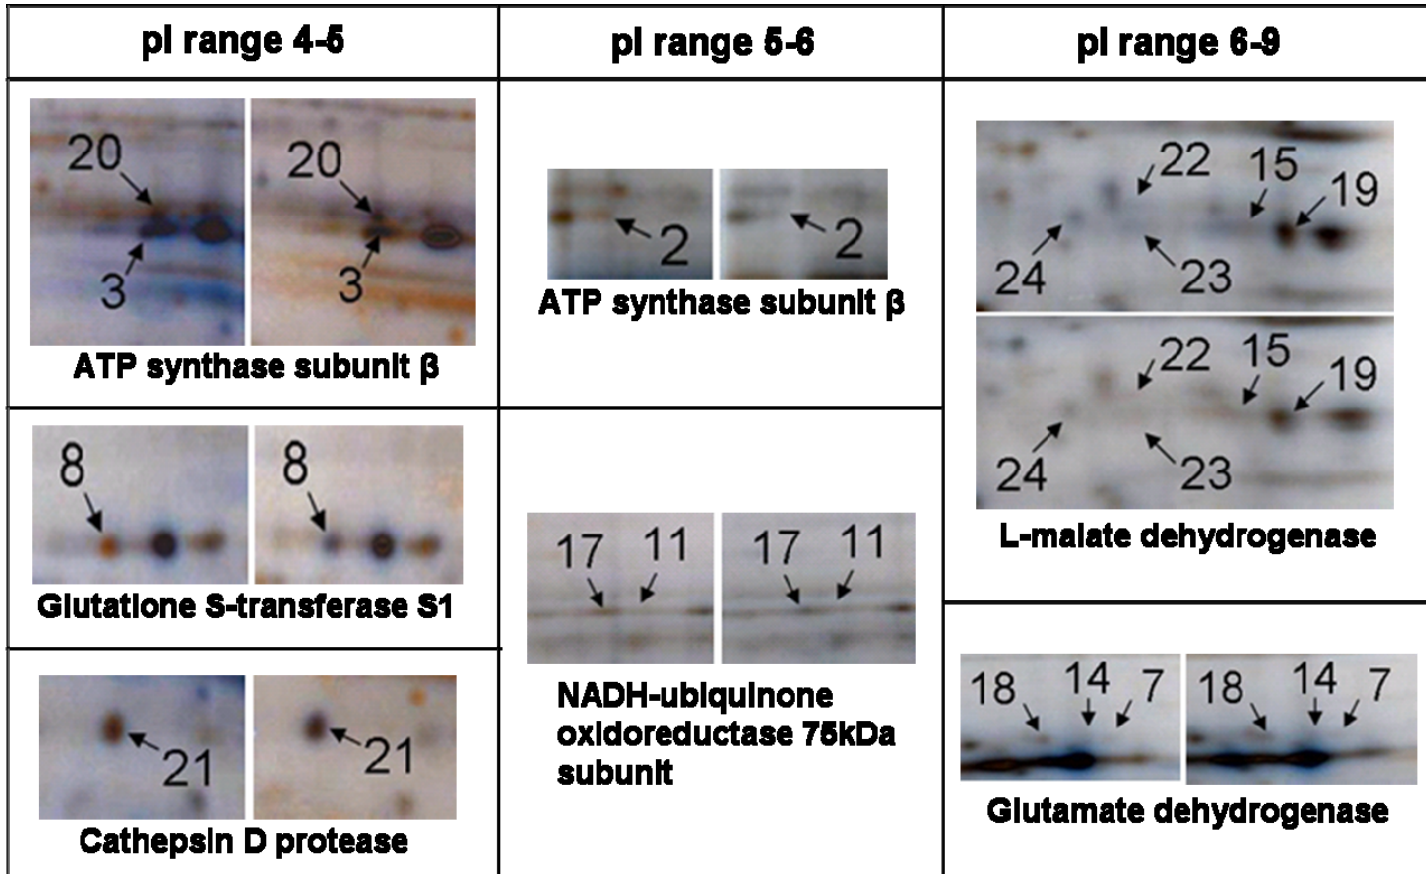 pI range 4-5
pI range 5-6
pI range 6-9
20
20
3
3
ATP synthase subunit β
8
8
Glutatione S-transferase S1
21
21
Cathepsin D protease
2
2
ATP synthase subunit β
17
11
17
11
NADH-ubiquinone
oxidoreductase 75kDa
subunit
22
15
19
24
23
22
15
19
24
23
L-malate dehydrogenase
18
14
7
18
14
7
Glutamate dehydrogenase